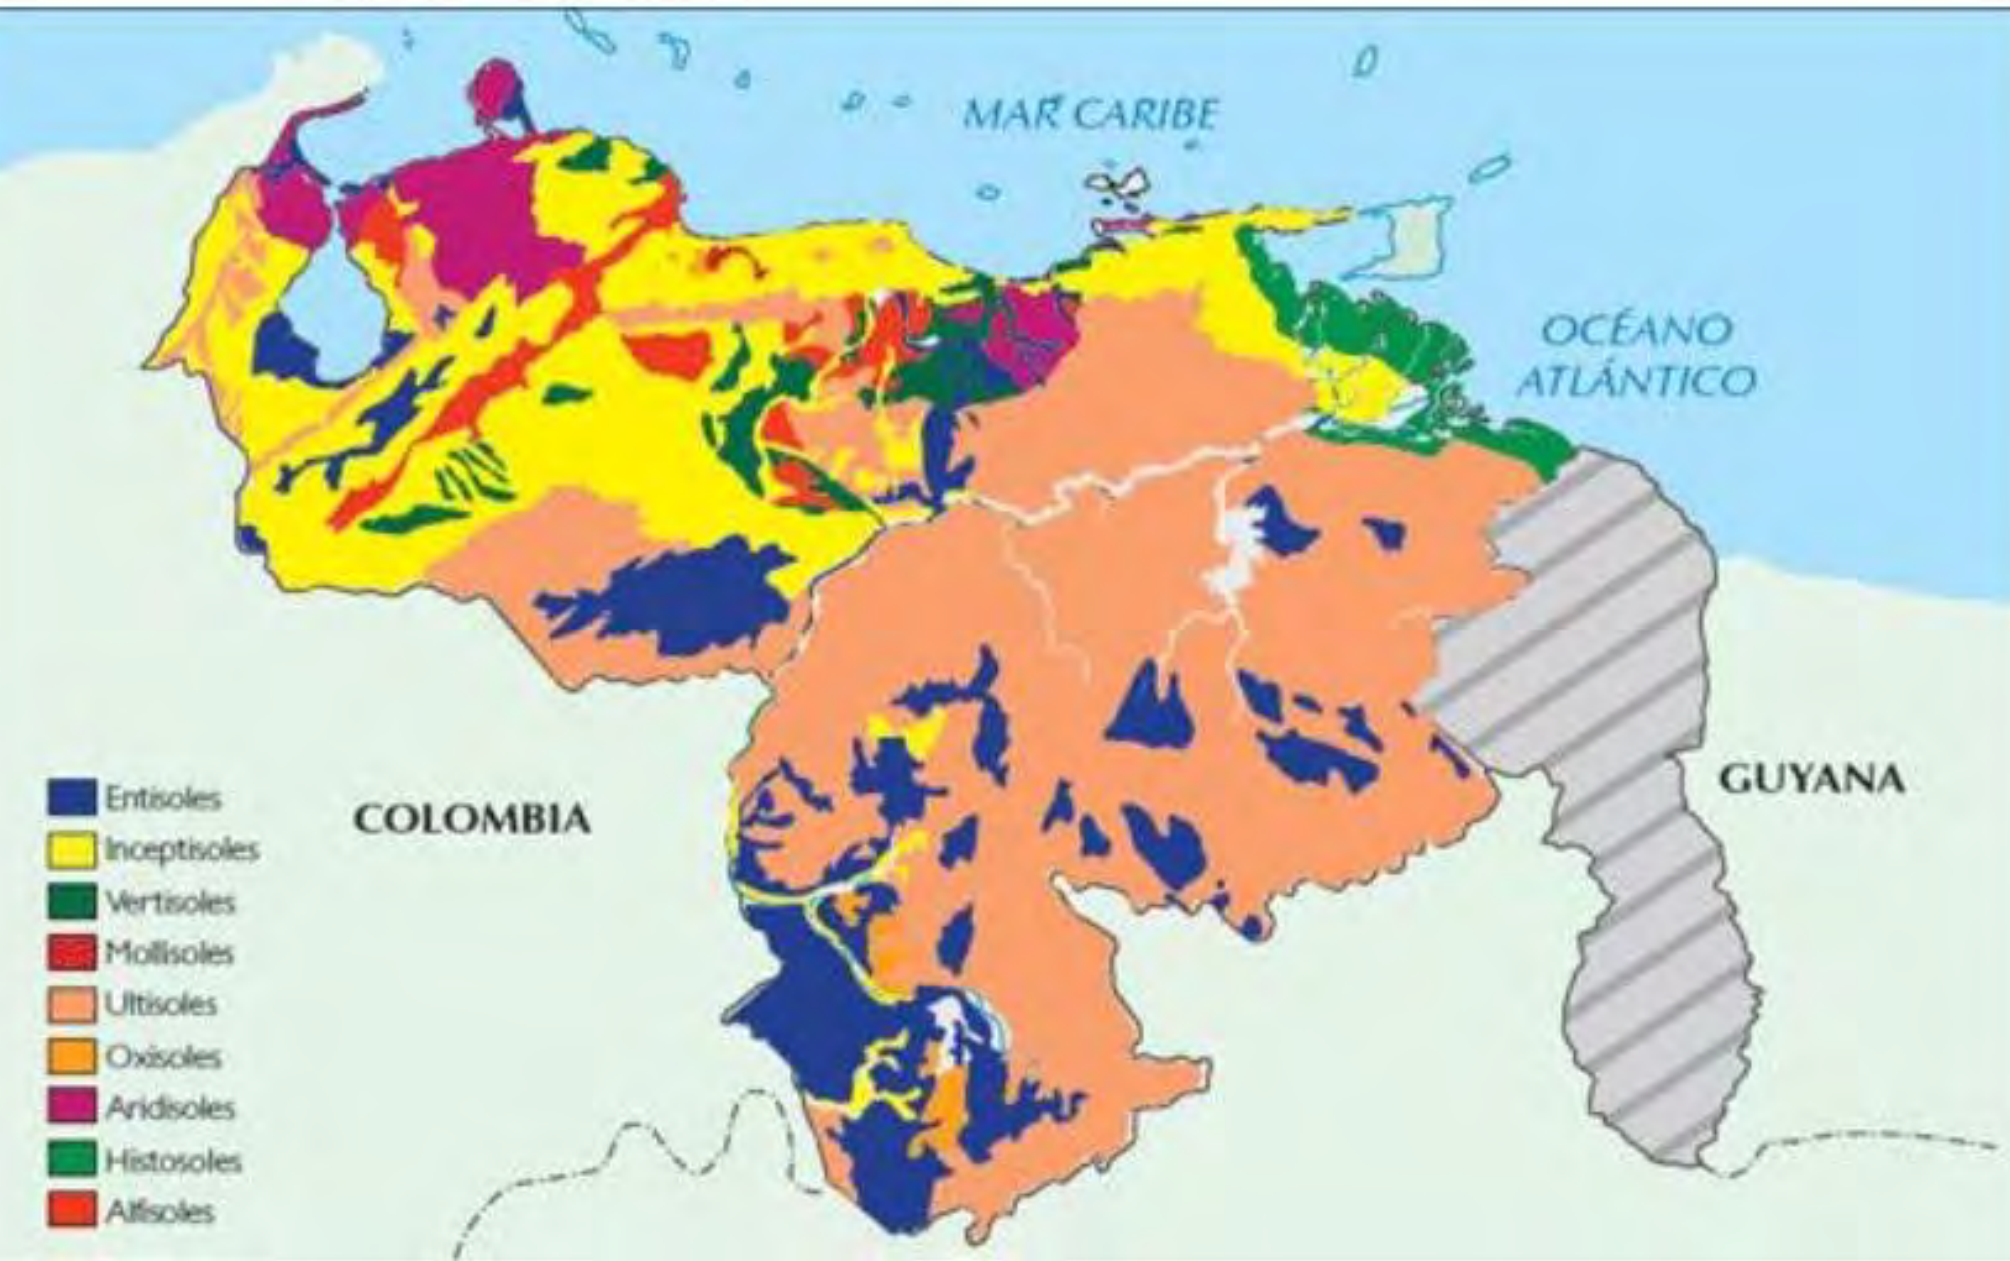 MAR CARIBE
OCÉANO
ATLÁNTICO
GUYANA
COLOMBIA
Entisoles
Inceptisoles
Vertisoles
Mollisoles
Ultisoles
Oxisoles
Aridisoles
Histosoles
Alfisoles